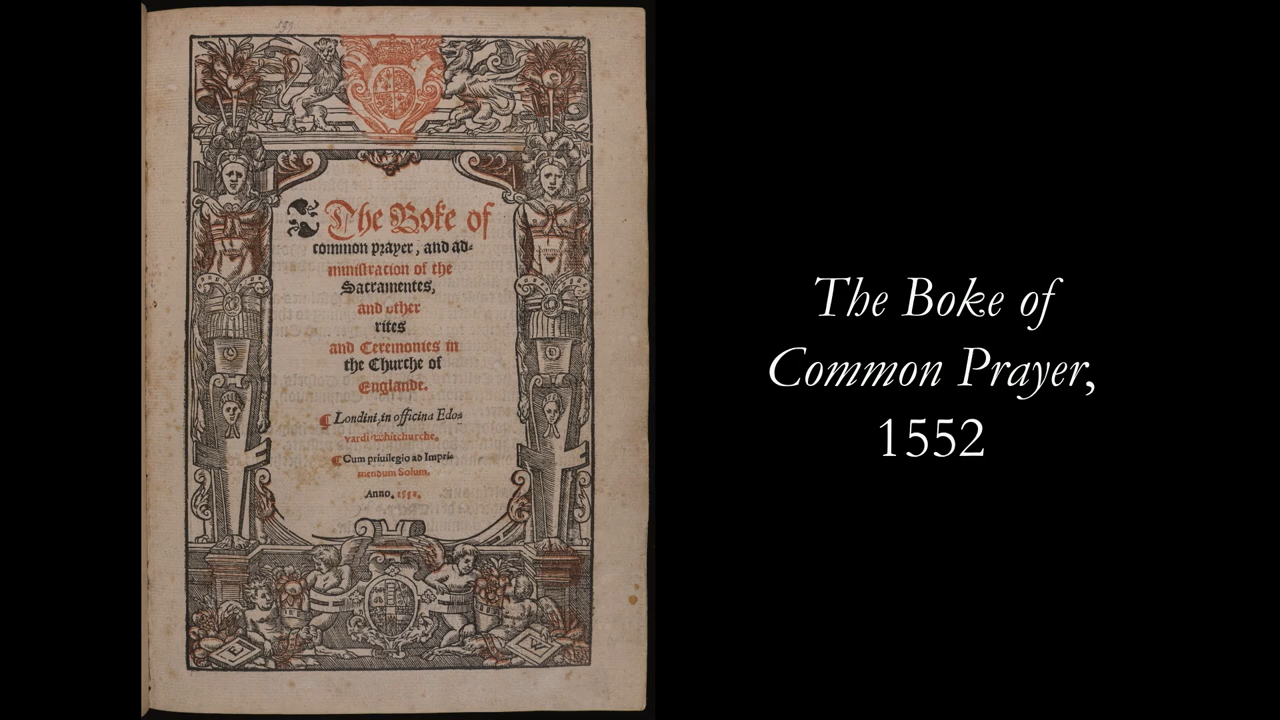 The Boke of
common prayer, and ad-
ministracion of the
Sacramentes,
and other
rites
and Ceremonies in
the Churche of
Englande.
¶ Londini, in officina Edo-
vardi Whitchurche.
¶ Cum priuilegio ad Impri-
mendum Solum.
Anno. 1552.
E W
The Boke of
Common Prayer,
1552